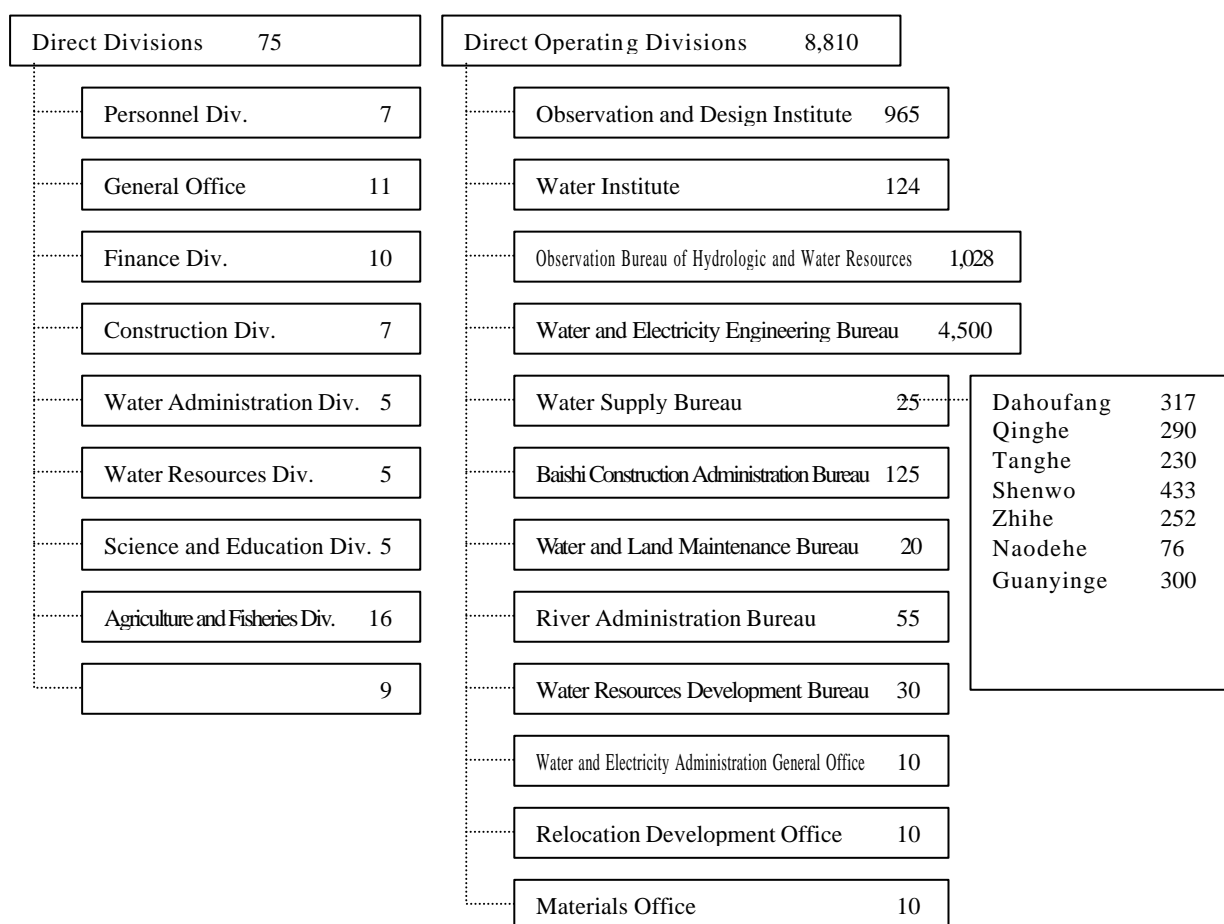 Direct Divisions 75
Personnel Div. 7
General Office 11
Finance Div. 10
Construction Div. 7
Water Administration Div. 5
Water Resources Div. 5
Science and Education Div. 5
Agriculture and Fisheries Div. 16
9
Direct Operating Divisions 8,810
Observation and Design Institute 965
Water Institute 124
Observation Bureau of Hydrologic and Water Resources 1,028
Water and Electricity Engineering Bureau 4,500
Water Supply Bureau 25
Baishi Construction Administration Bureau 125
Water and Land Maintenance Bureau 20
River Administration Bureau 55
Water Resources Development Bureau 30
Water and Electricity Administration General Office 10
Relocation Development Office 10
Materials Office 10
Dahoufang 317
Qinghe 290
Tanghe 230
Shenwo 433
Zhihe 252
Naodehe 76
Guanyinge 300